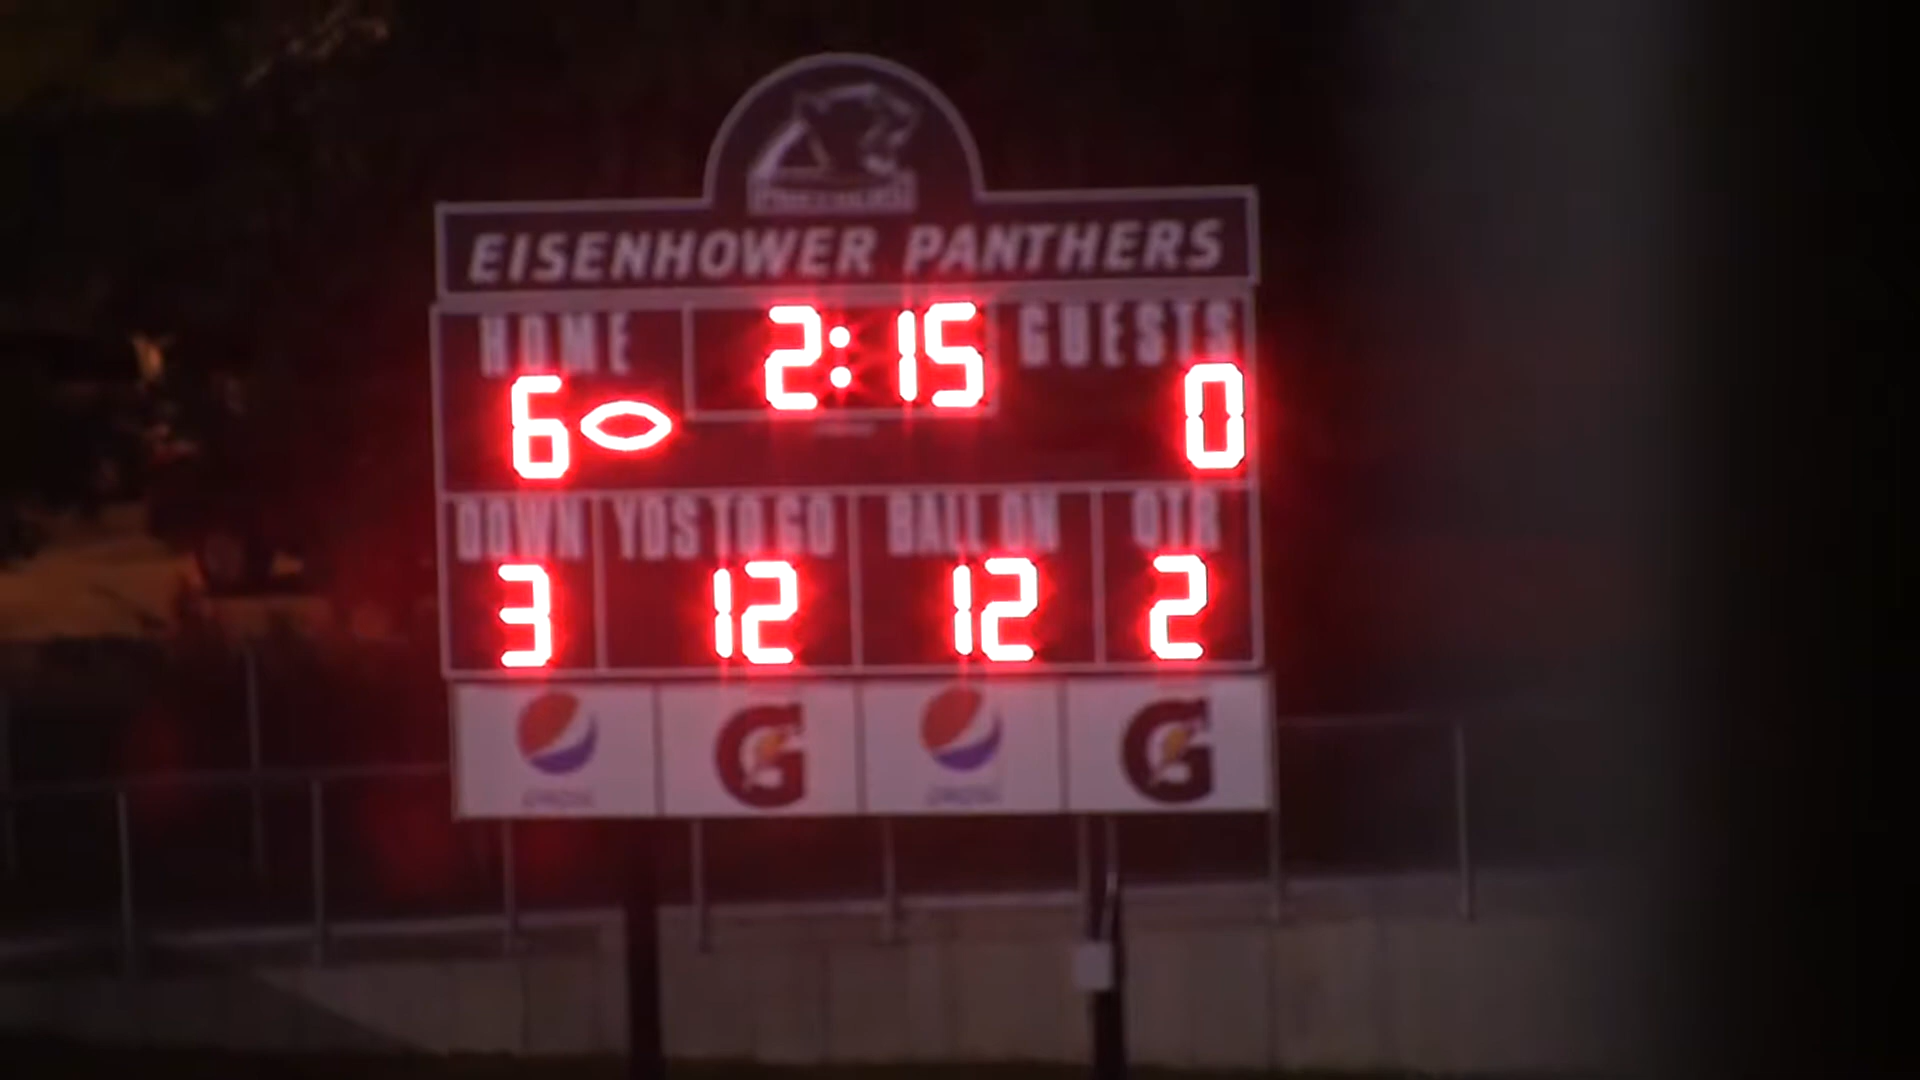 EISENHOWER PANTHERS
HOME 2:15 GUESTS
6 0
DOWN YDS TO GO BALL ON QTR
3 12 12 2
G G